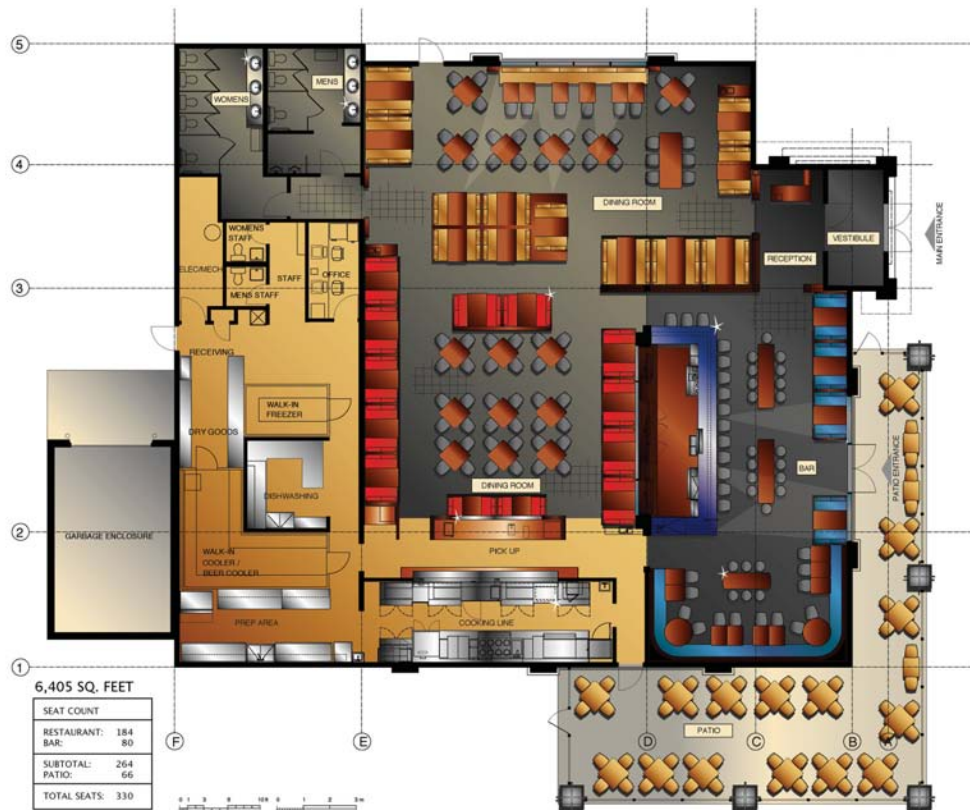 5
WOMENS
MENS
4
DINING ROOM
WOMENS
STAFF
STAFF
OFFICE
ELEC/MECH
MENS STAFF
RECEPTION
VESTIBULE
MAIN ENTRANCE
3
RECEIVING
WALK-IN
FREEZER
DRY GOODS
DISHWASHING
DINING ROOM
BAR
PATIO ENTRANCE
2
GARBAGE ENCLOSURE
PICK UP
WALK-IN
COOLER /
BEER COOLER
PREP AREA
COOKING LINE
1
6,405 SQ. FEET
SEAT COUNT
RESTAURANT: 184
BAR: 80
SUBTOTAL: 264
PATIO: 66
TOTAL SEATS: 330
F
E
D
C
B
A
PATIO